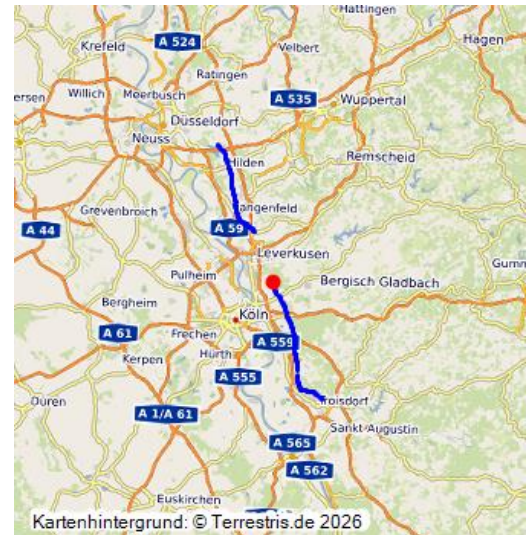 Hattingen
Krefeld
A 524
Velbert
Hagen
Ratingen
A 535
Willich
Meerbusch
Wuppertal
ersen
Düsseldorf
Neuss
Hilden
Remscheid
Grevenbroich
angenfeld
A 44
A 59
Leverkusen
Pulheim
Gumm
Bergisch Gladbach
Bergheim
Köln
A 61
Frechen
A 559
Kerpen
Hürth
A 555
Düren
Troisdorf
A 1/A 61
Sankt Augustin
A 565
A 562
Euskirchen
Kartenhintergrund: © Terrestris.de 2026